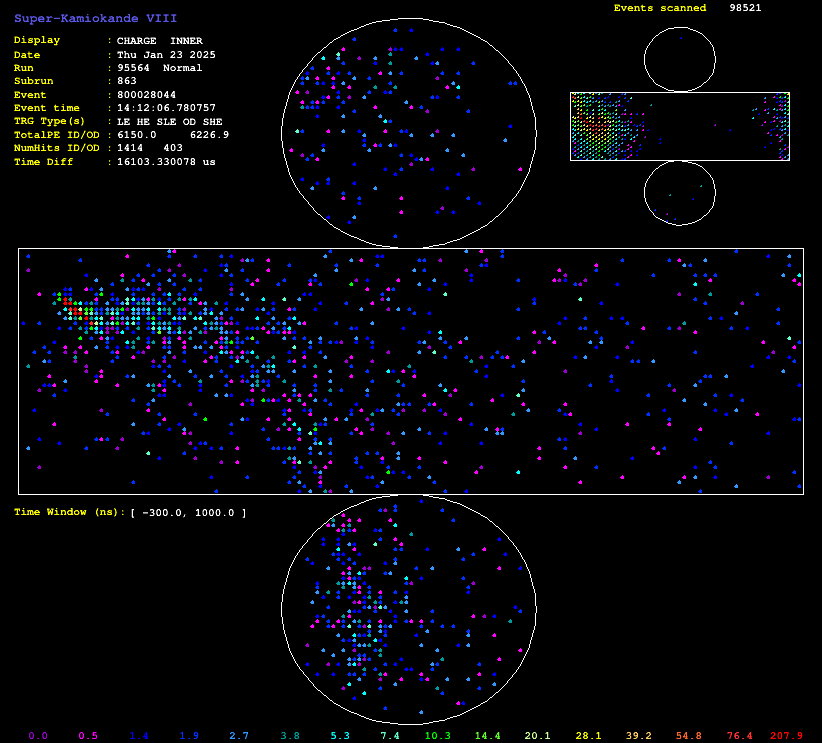 Super-Kamiokande VIII
Events scanned 98521
Display : CHARGE INNER
Date : Thu Jan 23 2025
Run : 95564 Normal
Subrun : 863
Event : 800028044
Event time : 14:12:06.780757
TRG Type(s) : LE HE SLE OD SHE
TotalPE ID/OD : 6150.0 6226.9
NumHits ID/OD : 1414 403
Time Diff : 16103.330078 us
Time Window (ns): [ -300.0, 1000.0 ]
0.0 0.5 1.4 1.9 2.7 3.8 5.3 7.4 10.3 14.4 20.1 28.1 39.2 54.8 76.4 207.9